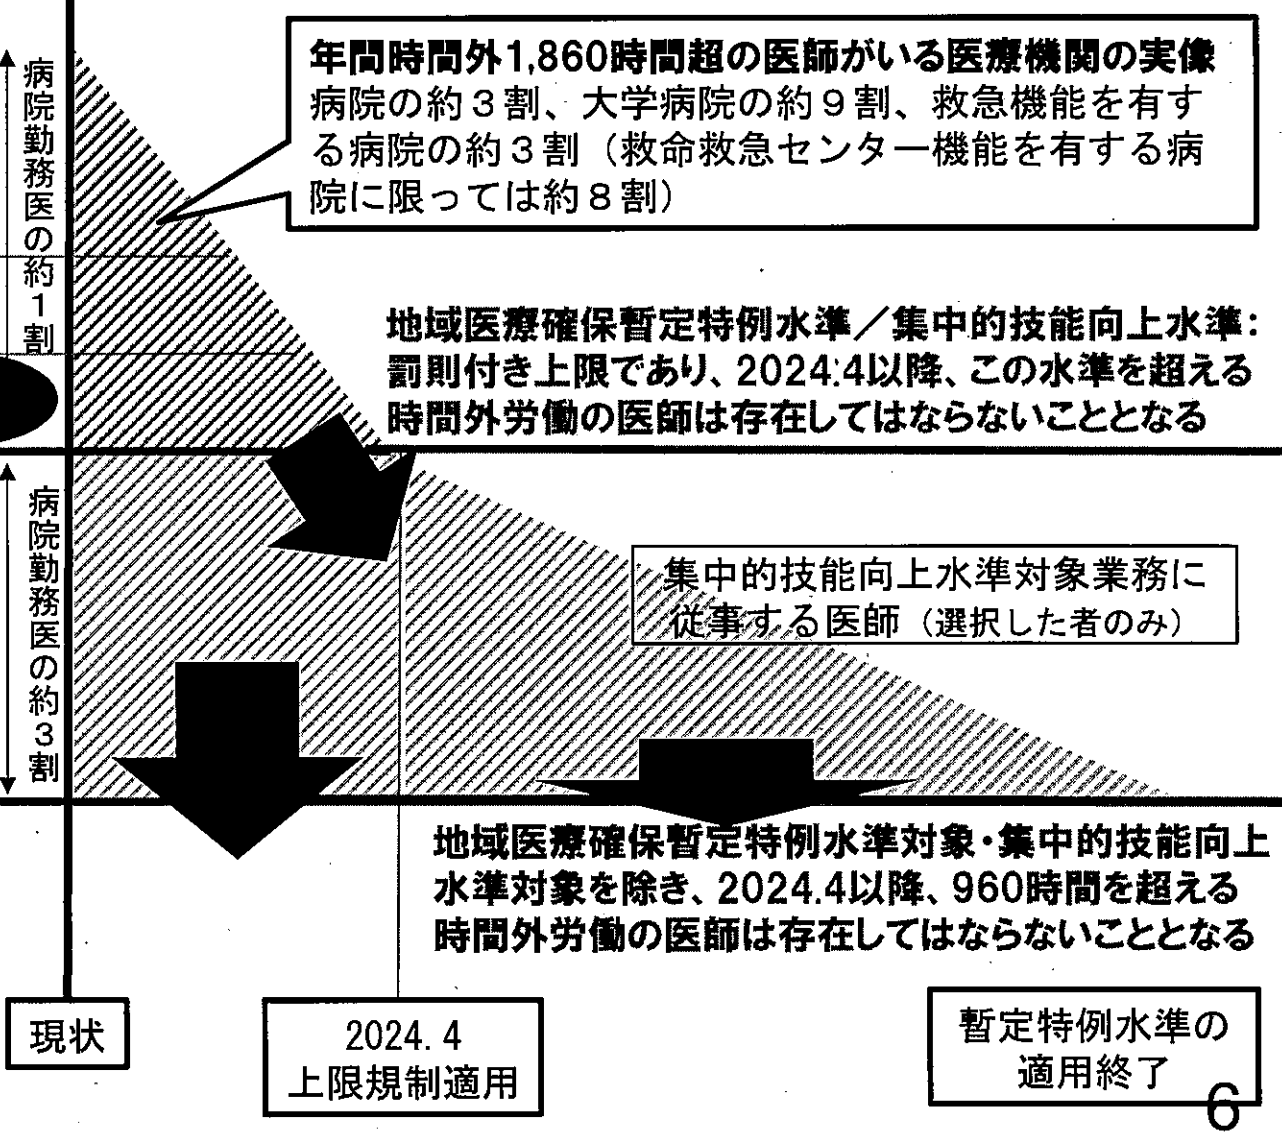 年間時間外1,860時間超の医師がいる医療機関の実像
病院の約３割、大学病院の約９割、救急機能を有す
る病院の約３割（救命救急センター機能を有する病
院に限っては約８割）
病院勤務医の約１割
地域医療確保暫定特例水準／集中的技能向上水準：
罰則付き上限であり、2024.4以降、この水準を超える
時間外労働の医師は存在してはならないこととなる
病院勤務医の約３割
集中的技能向上水準対象業務に
従事する医師（選択した者のみ）
地域医療確保暫定特例水準対象・集中的技能向上
水準対象を除き、2024.4以降、960時間を超える
時間外労働の医師は存在してはならないこととなる
現状
2024.4
上限規制適用
暫定特例水準の
適用終了
6